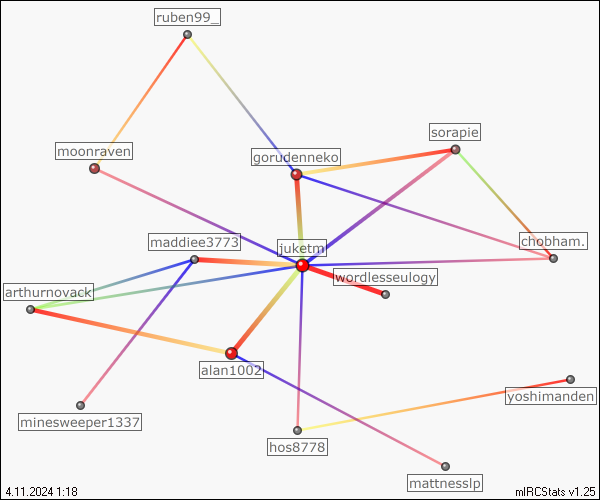 ruben99_
sorapie
moonraven
gorudenneko
maddiee3773
juketm
chobham.
wordlesseulogy
arthurnovack
alan1002
yoshimanden
minesweeper1337
hos8778
mattnesslp
4.11.2024 1:18
mIRCStats v1.25